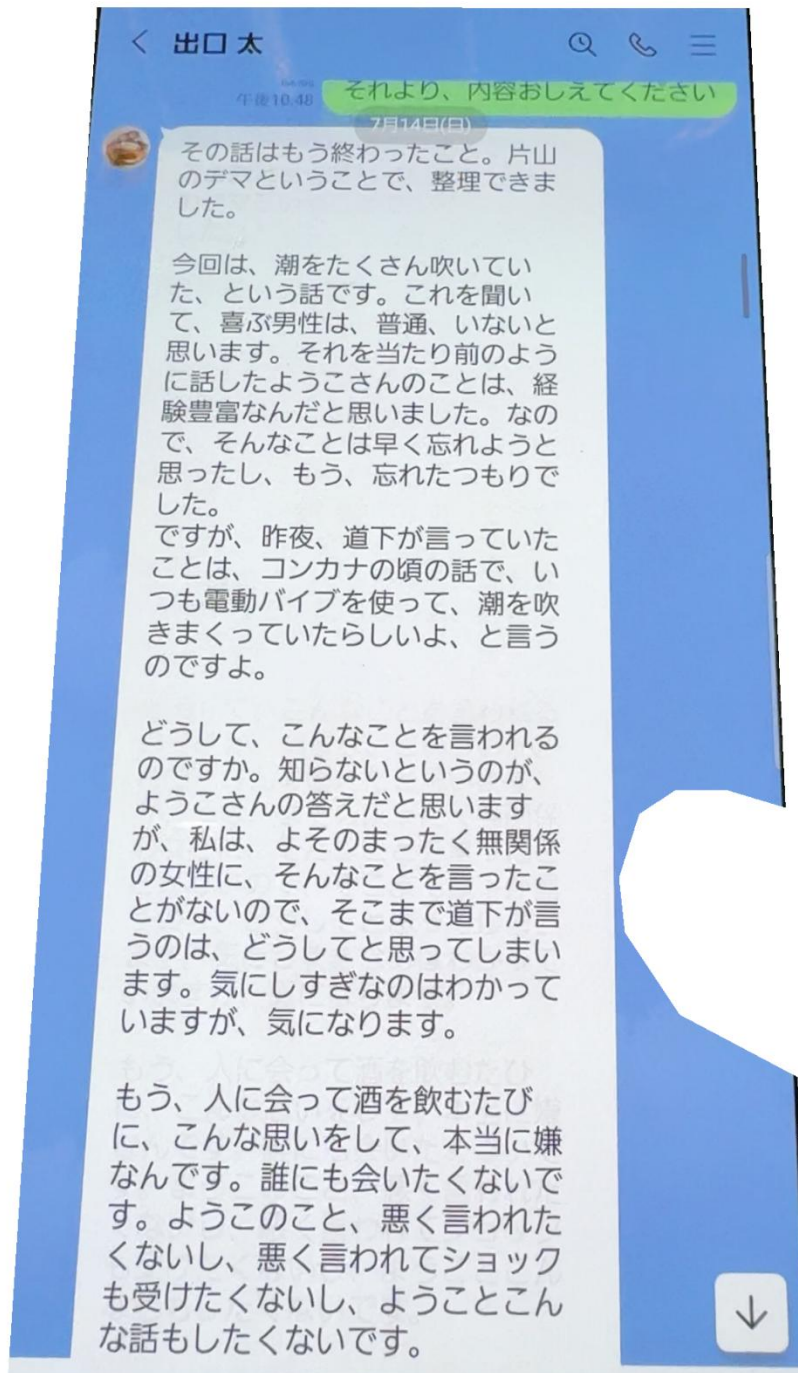 出口 太
それより、内容おしえてください
午後10:48
7月14日(日)
その話はもう終わったこと。片山
のデマということで、整理できま
した。
今回は、潮をたくさん吹いてい
た、という話です。これを聞い
て、喜ぶ男性は、普通、いないと
思います。それを当たり前のよう
に話したようこさんのことは、経
験豊富なんだと思いました。なの
で、そんなことは早く忘れようと
思ったし、もう、忘れたつもりで
した。
ですが、昨夜、道下が言っていた
ことは、コンカナの頃の話で、い
つも電動バイブを使って、潮を吹
きまくっていたらしいよ、と言う
のですよ。
どうして、こんなことを言われる
のですか。知らないというのが、
ようこさんの答えだと思います
が、私は、よそのまったく無関係
の女性に、そんなことを言ったこ
とがないので、そこまで道下が言
うのは、どうしてと思ってしまい
ます。気にしすぎなのはわかって
いますが、気になります。
もう、人に会って酒を飲むたび
に、こんな思いをして、本当に嫌
なんです。誰にも会いたくないで
す。ようこのこと、悪く言われた
くないし、悪く言われてショック
も受けたくないし、ようことこん
な話もしたくないです。